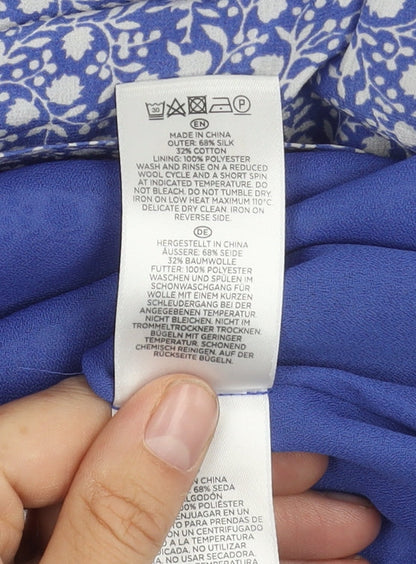 30
P
EN
MADE IN CHINA
OUTER: 68% SILK
32% COTTON
LINING: 100% POLYESTER
WASH AND RINSE ON A REDUCED
WOOL CYCLE AND A SHORT SPIN
AT INDICATED TEMPERATURE. DO
NOT BLEACH. DO NOT TUMBLE DRY.
IRON ON LOW HEAT MAXIMUM 110°C.
DELICATE DRY CLEAN. IRON ON
REVERSE SIDE.
DE
HERGESTELLT IN CHINA
ÄUSSERE: 68% SEIDE
32% BAUMWOLLE
FUTTER: 100% POLYESTER
WASCHEN UND SPÜLEN IM
SCHONWASCHGANG FÜR
WOLLE MIT EINEM KURZEN
SCHLEUDERGANG BEI DER
ANGEGEBENEN TEMPERATUR.
NICHT BLEICHEN. NICHT IM
TROMMELTROCKNER TROCKNEN.
BÜGELN MIT GERINGER
TEMPERATUR. SCHONEND
CHEMISCH REINIGEN. AUF DER
RÜCKSEITE BÜGELN.
CHINA
68% SEDA
ALGODÓN
100% POLIÉSTER
ENJUAGAR EN UN
PARA PRENDAS DE
UN CENTRIFUGADO
A LA TEMPERATURA
NO USAR
NO UTILIZAR